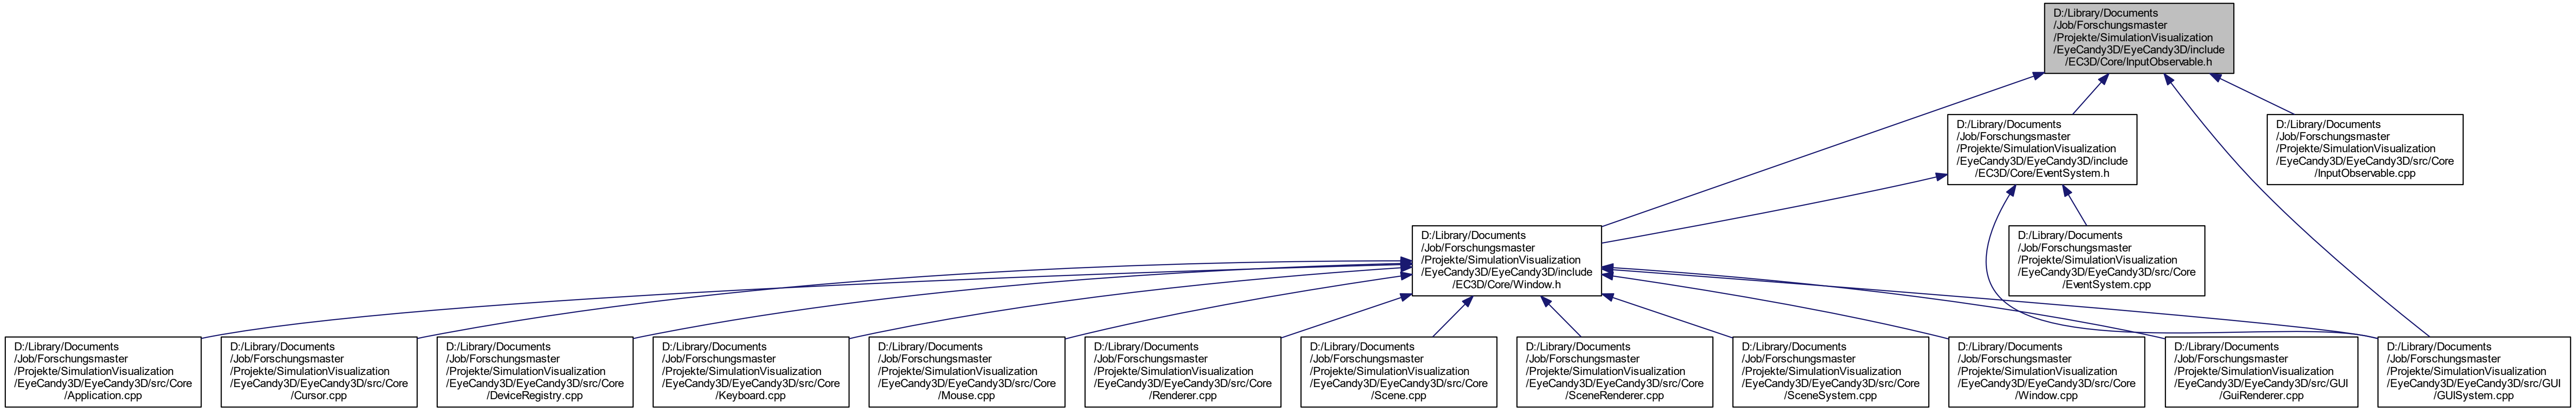 D:/Library/Documents
/Job/Forschungsmaster
/Projekte/SimulationVisualization
/EyeCandy3D/EyeCandy3D/include
/EC3D/Core/InputObservable.h
D:/Library/Documents
/Job/Forschungsmaster
/Projekte/SimulationVisualization
/EyeCandy3D/EyeCandy3D/include
/EC3D/Core/EventSystem.h
D:/Library/Documents
/Job/Forschungsmaster
/Projekte/SimulationVisualization
/EyeCandy3D/EyeCandy3D/src/Core
/InputObservable.cpp
D:/Library/Documents
/Job/Forschungsmaster
/Projekte/SimulationVisualization
/EyeCandy3D/EyeCandy3D/include
/EC3D/Core/Window.h
D:/Library/Documents
/Job/Forschungsmaster
/Projekte/SimulationVisualization
/EyeCandy3D/EyeCandy3D/src/Core
/EventSystem.cpp
D:/Library/Documents
/Job/Forschungsmaster
/Projekte/SimulationVisualization
/EyeCandy3D/EyeCandy3D/src/Core
/Application.cpp
D:/Library/Documents
/Job/Forschungsmaster
/Projekte/SimulationVisualization
/EyeCandy3D/EyeCandy3D/src/Core
/Cursor.cpp
D:/Library/Documents
/Job/Forschungsmaster
/Projekte/SimulationVisualization
/EyeCandy3D/EyeCandy3D/src/Core
/DeviceRegistry.cpp
D:/Library/Documents
/Job/Forschungsmaster
/Projekte/SimulationVisualization
/EyeCandy3D/EyeCandy3D/src/Core
/Keyboard.cpp
D:/Library/Documents
/Job/Forschungsmaster
/Projekte/SimulationVisualization
/EyeCandy3D/EyeCandy3D/src/Core
/Mouse.cpp
D:/Library/Documents
/Job/Forschungsmaster
/Projekte/SimulationVisualization
/EyeCandy3D/EyeCandy3D/src/Core
/Renderer.cpp
D:/Library/Documents
/Job/Forschungsmaster
/Projekte/SimulationVisualization
/EyeCandy3D/EyeCandy3D/src/Core
/Scene.cpp
D:/Library/Documents
/Job/Forschungsmaster
/Projekte/SimulationVisualization
/EyeCandy3D/EyeCandy3D/src/Core
/SceneRenderer.cpp
D:/Library/Documents
/Job/Forschungsmaster
/Projekte/SimulationVisualization
/EyeCandy3D/EyeCandy3D/src/Core
/SceneSystem.cpp
D:/Library/Documents
/Job/Forschungsmaster
/Projekte/SimulationVisualization
/EyeCandy3D/EyeCandy3D/src/Core
/Window.cpp
D:/Library/Documents
/Job/Forschungsmaster
/Projekte/SimulationVisualization
/EyeCandy3D/EyeCandy3D/src/GUI
/GuiRenderer.cpp
D:/Library/Documents
/Job/Forschungsmaster
/Projekte/SimulationVisualization
/EyeCandy3D/EyeCandy3D/src/GUI
/GUISystem.cpp